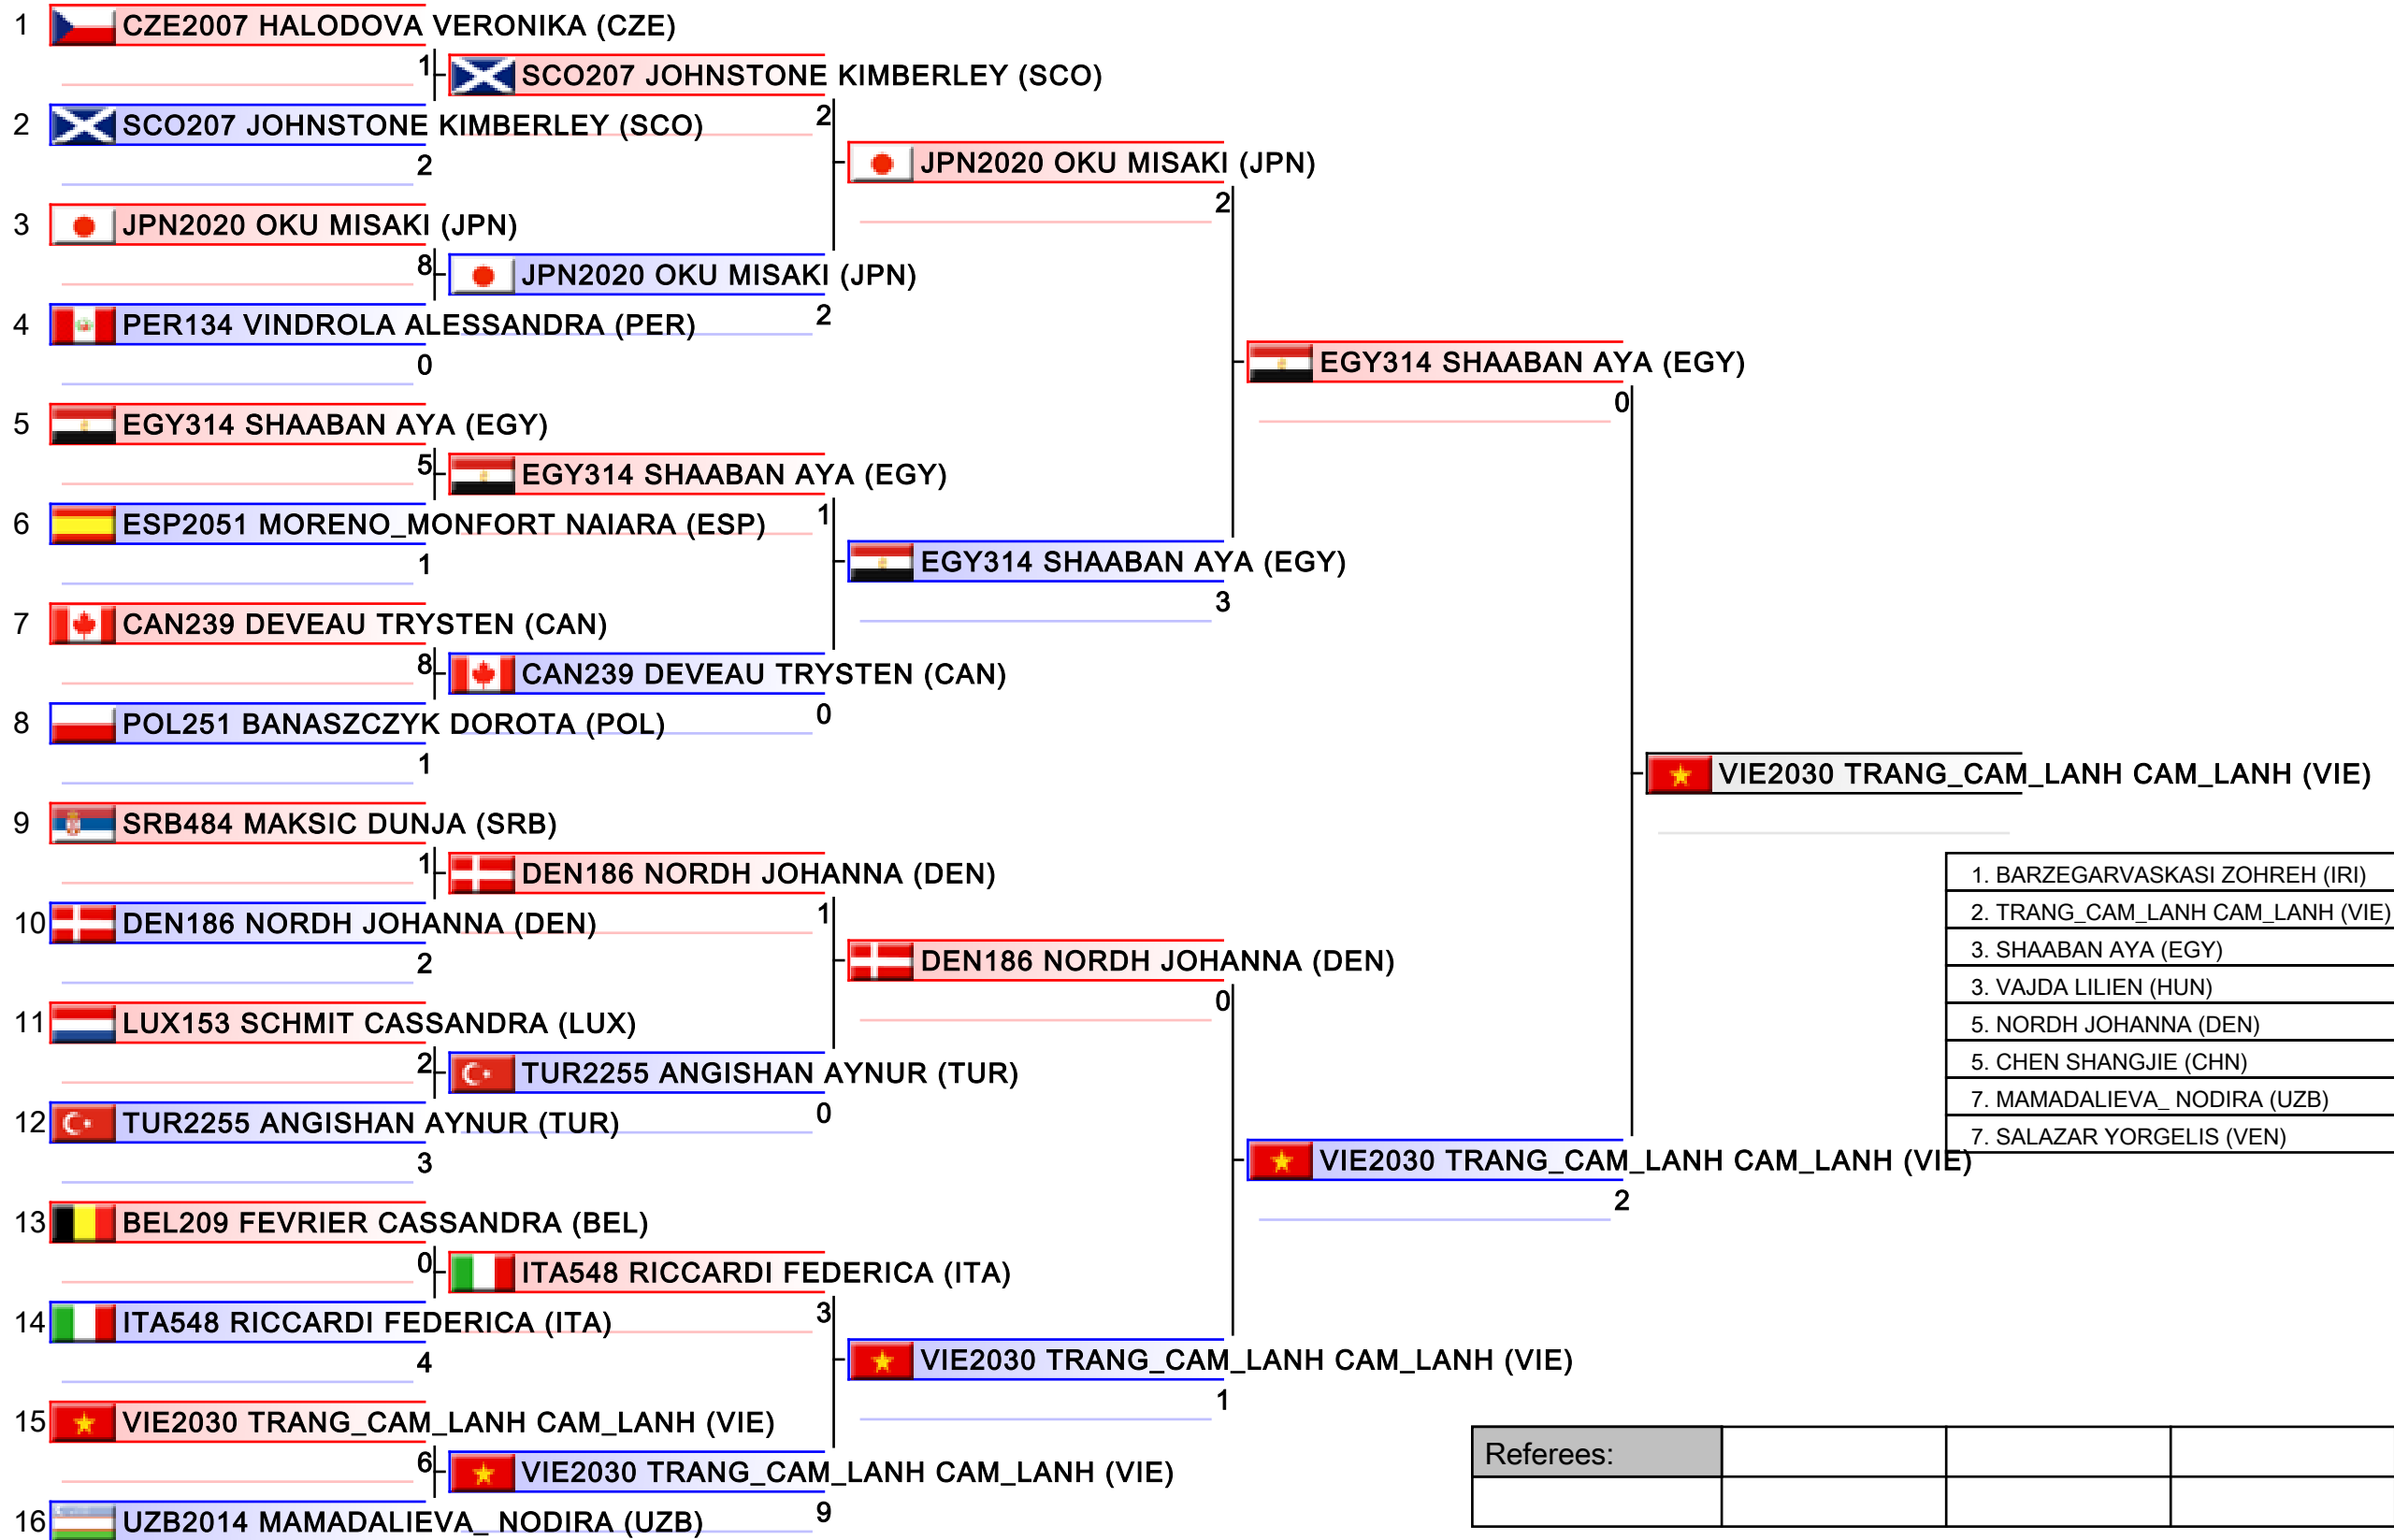 1 CZE2007 HALODOVA VERONIKA (CZE)
1
SCO207 JOHNSTONE KIMBERLEY (SCO)
2 SCO207 JOHNSTONE KIMBERLEY (SCO)
2
2
JPN2020 OKU MISAKI (JPN)
2
3 JPN2020 OKU MISAKI (JPN)
8
JPN2020 OKU MISAKI (JPN)
2
4 PER134 VINDROLA ALESSANDRA (PER)
0
EGY314 SHAABAN AYA (EGY)
0
5 EGY314 SHAABAN AYA (EGY)
5
EGY314 SHAABAN AYA (EGY)
1
6 ESP2051 MORENO_MONFORT NAIARA (ESP)
1
EGY314 SHAABAN AYA (EGY)
3
7 CAN239 DEVEAU TRYSTEN (CAN)
8
CAN239 DEVEAU TRYSTEN (CAN)
0
8 POL251 BANASZCZYK DOROTA (POL)
1
VIE2030 TRANG_CAM_LANH CAM_LANH (VIE)
9 SRB484 MAKSIC DUNJA (SRB)
1
DEN186 NORDH JOHANNA (DEN)
1
10 DEN186 NORDH JOHANNA (DEN)
2
DEN186 NORDH JOHANNA (DEN)
0
11 LUX153 SCHMIT CASSANDRA (LUX)
2
TUR2255 ANGISHAN AYNUR (TUR)
0
12 TUR2255 ANGISHAN AYNUR (TUR)
3
VIE2030 TRANG_CAM_LANH CAM_LANH (VIE)
2
13 BEL209 FEVRIER CASSANDRA (BEL)
0
ITA548 RICCARDI FEDERICA (ITA)
3
14 ITA548 RICCARDI FEDERICA (ITA)
4
VIE2030 TRANG_CAM_LANH CAM_LANH (VIE)
1
15 VIE2030 TRANG_CAM_LANH CAM_LANH (VIE)
6
VIE2030 TRANG_CAM_LANH CAM_LANH (VIE)
9
16 UZB2014 MAMADALIEVA_ NODIRA (UZB)
1. BARZEGARVASKASI ZOHREH (IRI)
2. TRANG_CAM_LANH CAM_LANH (VIE)
3. SHAABAN AYA (EGY)
3. VAJDA LILIEN (HUN)
5. NORDH JOHANNA (DEN)
5. CHEN SHANGJIE (CHN)
7. MAMADALIEVA_ NODIRA (UZB)
7. SALAZAR YORGELIS (VEN)
Referees: